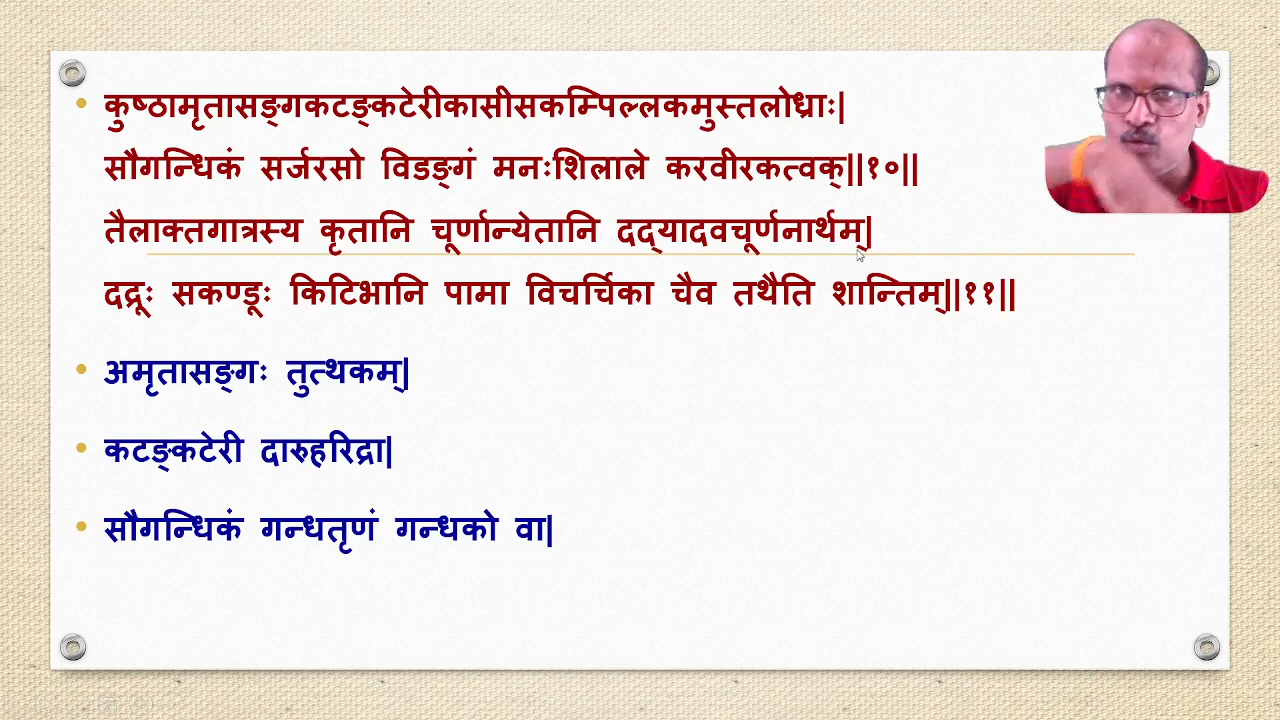 कुष्ठामृतासङ्गकटङ्कटेरीकासीसकम्पिल्लकमुस्तलोध्राः|
सौगन्धिकं सर्जरसो विडङ्गं मनःशिलाले करवीरकत्वक्||१०||
तैलाक्तगात्रस्य कृतानि चूर्णान्येतानि दद्यादवचूर्णनार्थम्|
दद्रूः सकण्डूः किटिभानि पामा विचर्चिका चैव तथैति शान्तिम्||११||
अमृतासङ्गः तुत्थकम्|
कटङ्कटेरी दारुहरिद्रा|
सौगन्धिकं गन्धतृणं गन्धको वा|